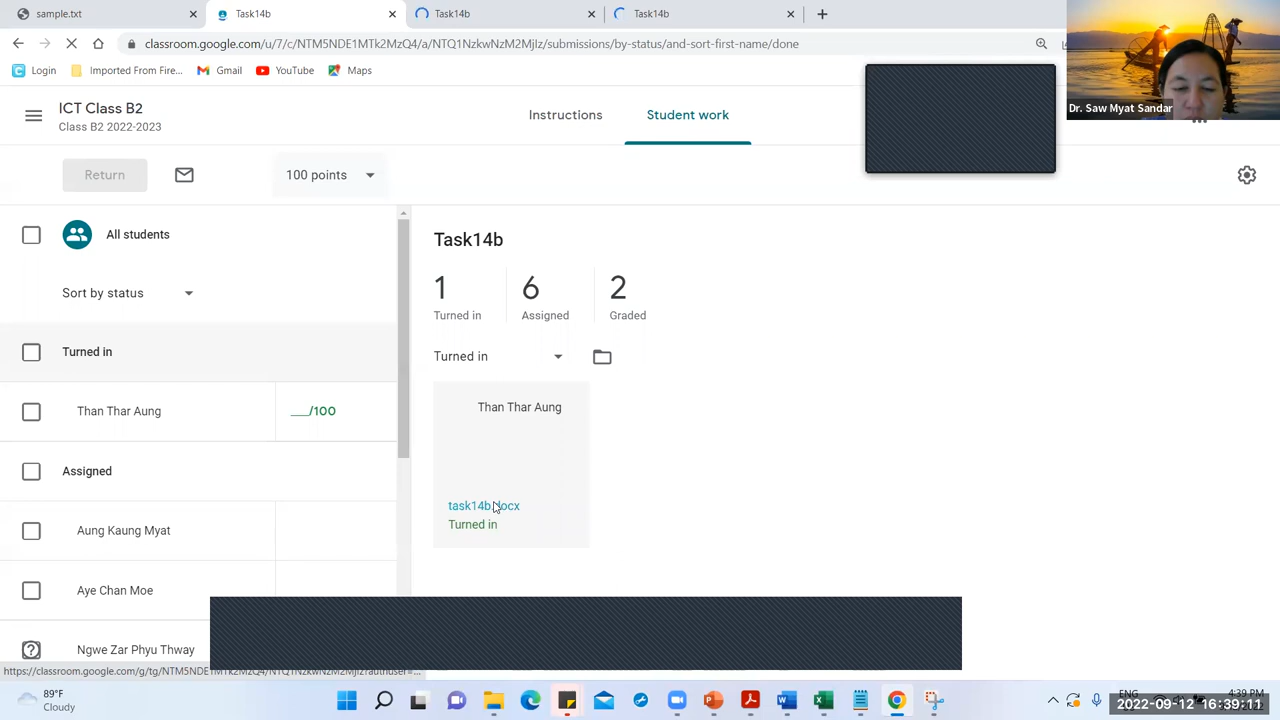 sample.txt
Task14b
Task14b
Task14b
classroom.google.com/u/7/c/NTM5NDE1MTk2MzQ4/a/NTQ1NzkwNzM2MjIz/submissions/by-status/and-sort-first-name/done
Login
Imported From Fire...
Gmail
YouTube
Maps
Dr. Saw Myat Sandar
ICT Class B2
Class B2 2022-2023
Instructions
Student work
Return
100 points
All students
Sort by status
Turned in
Than Thar Aung
___/100
Assigned
Aung Kaung Myat
Aye Chan Moe
Ngwe Zar Phyu Thway
Task14b
1
Turned in
6
Assigned
2
Graded
Turned in
Than Thar Aung
task14b.docx
Turned in
89°F
Cloudy
ENG
4:39 PM
2022-09-12 16:39:11